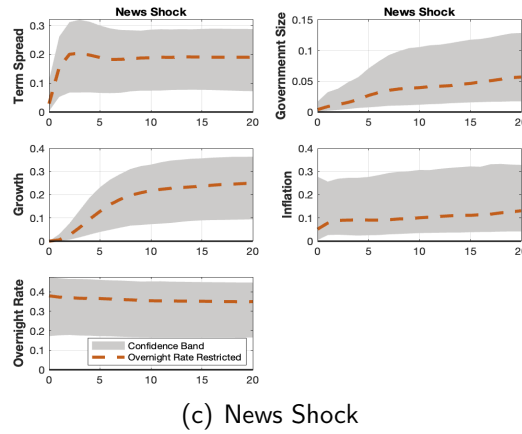 News Shock
Term Spread
0.3
0.2
0.1
0
0 5 10 15 20
News Shock
Governmennt Size
0.15
0.1
0.05
0
0 5 10 15 20
Growth
0.4
0.3
0.2
0.1
0
0 5 10 15 20
Inflation
0.4
0.3
0.2
0.1
0
0 5 10 15 20
Overnight Rate
0.4
0.3
0.2
0.1
0
0 5 10 15 20
Confidence Band
Overnight Rate Restricted
(c) News Shock